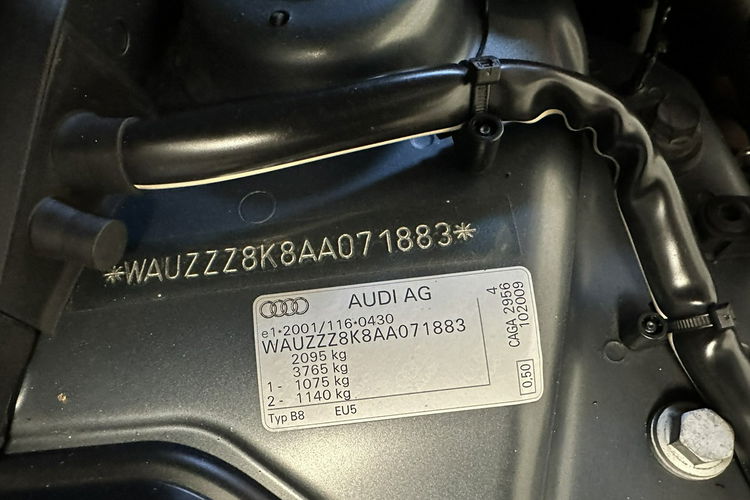 *WAUZZZ8K8AA071883*
AUDI AG
e1*2001/116*0430
WAUZZZ8K8AA071883
2095 kg
3765 kg
1 - 1075 kg
2 - 1140 kg
Typ B8 EU5
4
CAGA 2956
102009
0.50